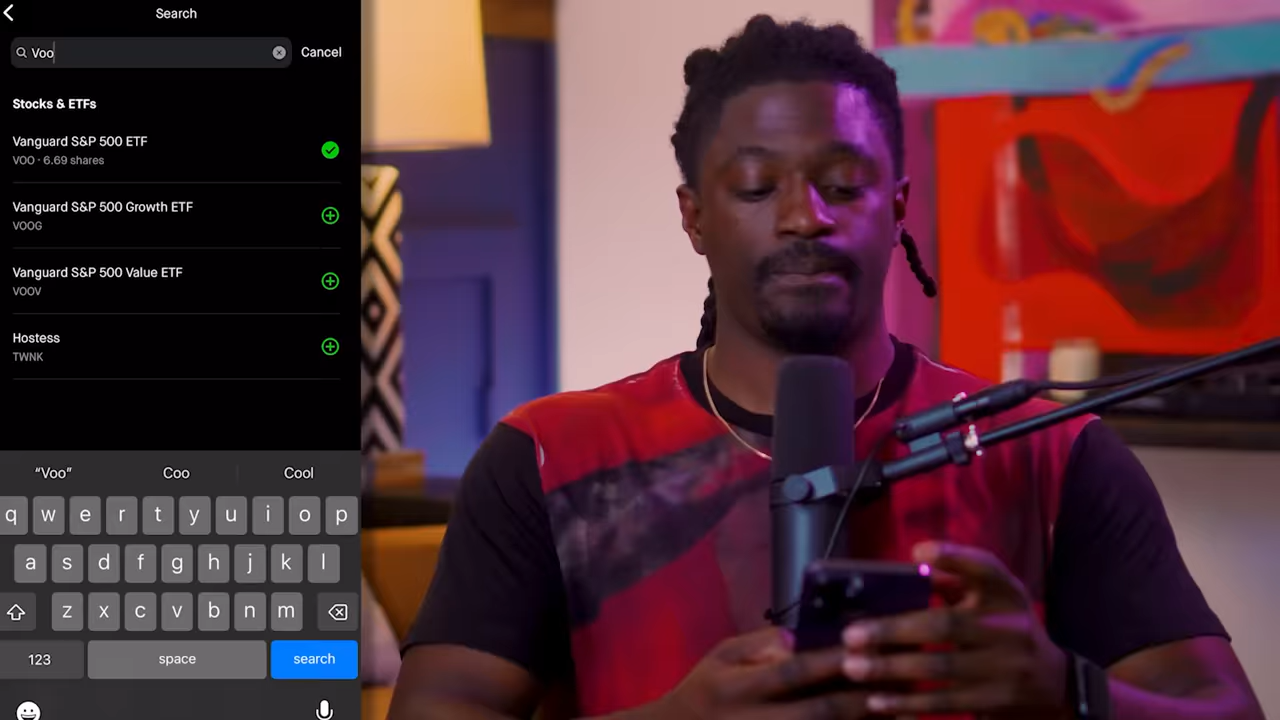 Search
Voo
Cancel
Stocks & ETFs
Vanguard S&P 500 ETF
VOO · 6.69 shares
Vanguard S&P 500 Growth ETF
VOOG
Vanguard S&P 500 Value ETF
VOOV
Hostess
TWNK
“Voo” Coo Cool
q w e r t y u i o p
a s d f g h j k l
z x c v b n m
123 space search